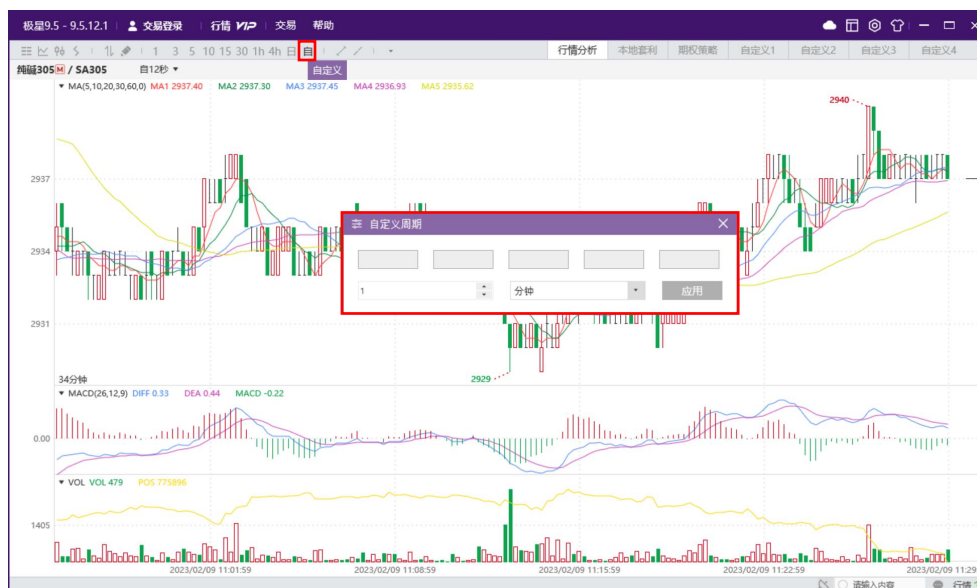 极星9.5 - 9.5.12.1 交易登录 行情 VIP 交易 帮助
1 3 5 10 15 30 1h 4h 日 自 行情分析 本地套利 期权策略 自定义1 自定义2 自定义3 自定义4
纯碱305 M / SA305 自12秒 自定义
MA(5,10,20,30,60,0) MA1 2937.40 MA2 2937.30 MA3 2937.45 MA4 2936.93 MA5 2935.62
2940
2937
自定义周期
2934
1 分钟 应用
2931
2929
34分钟
MACD(26,12,9) DIFF 0.33 DEA 0.44 MACD -0.22
0.00
VOL VOL 479 POS 775896
1405
2023/02/09 11:01:59 2023/02/09 11:08:59 2023/02/09 11:15:59 2023/02/09 11:22:59 2023/02/09 11:29
请输入内容 行情